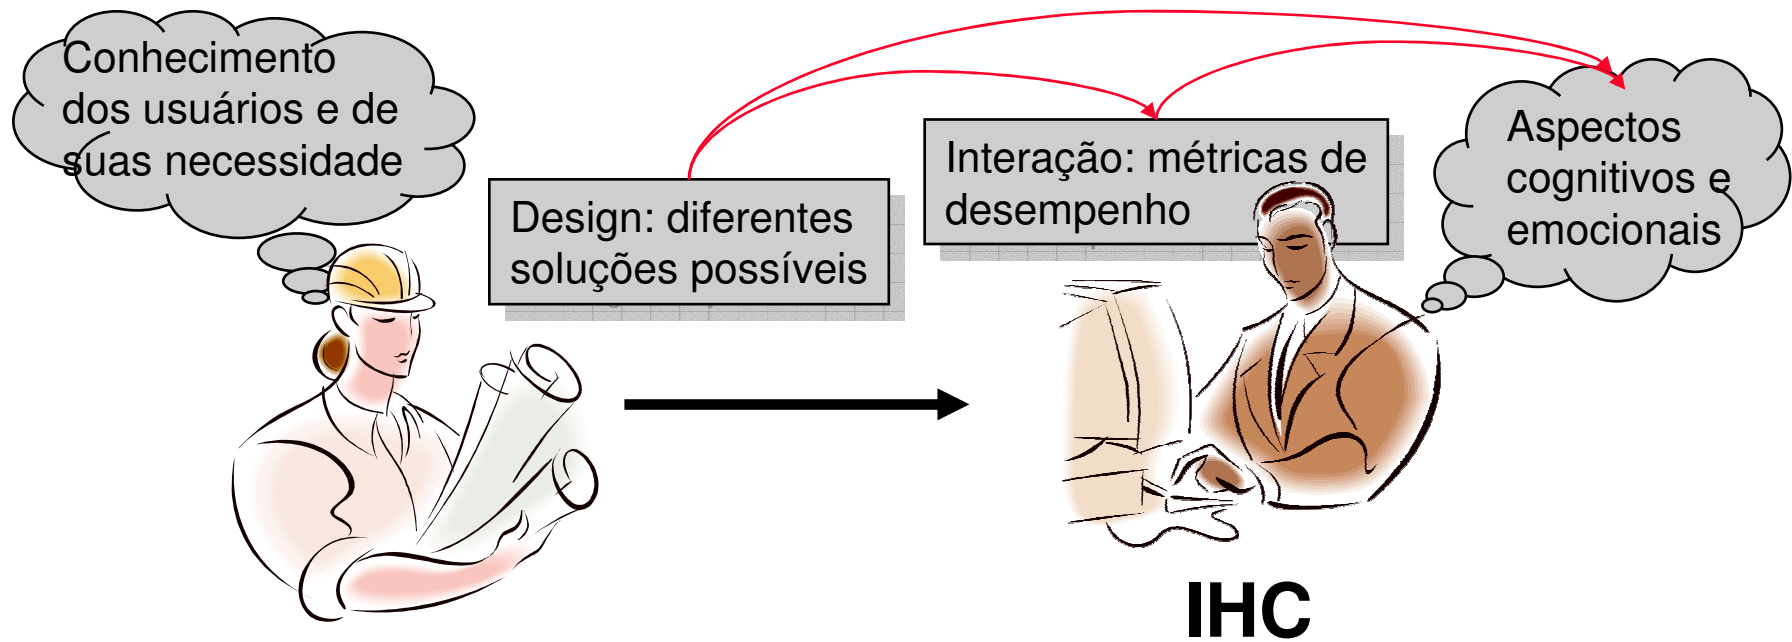 Conhecimento
dos usuários e de
suas necessidade
Design: diferentes
soluções possíveis
Interação: métricas de
desempenho
Aspectos
cognitivos e
emocionais
IHC